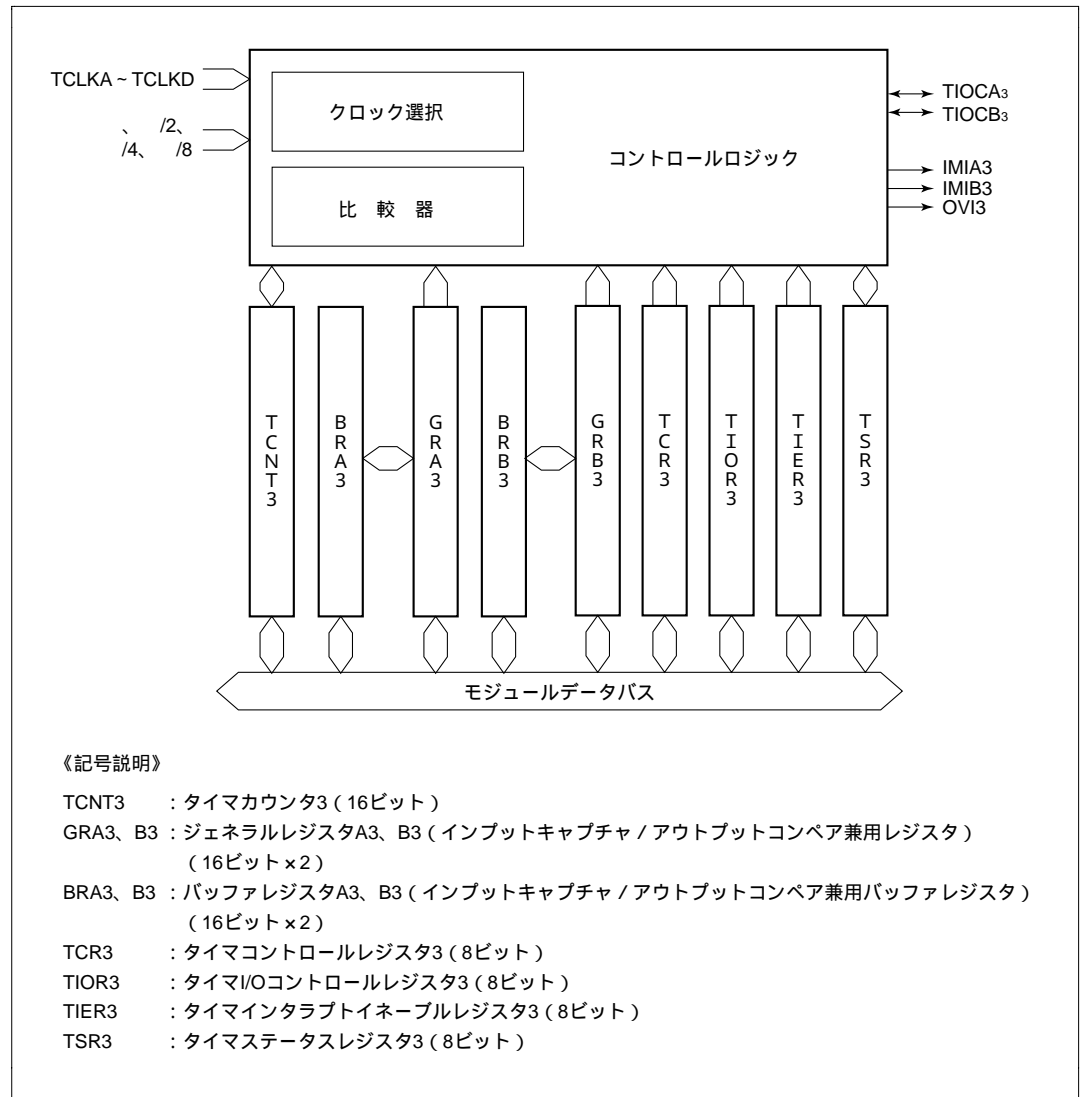 TCLKA ~ TCLKD
、 /2、
/4、 /8
クロック選択
比 較 器
コントロールロジック
TIOCA3
TIOCB3
IMIA3
IMIB3
OVI3
TCNT3
BRA3
GRA3
BRB3
GRB3
TCR3
TIOR3
TIER3
TSR3
モジュールデータバス
《記号説明》
TCNT3 :タイマカウンタ3(16ビット)
GRA3、B3 :ジェネラルレジスタA3、B3(インプットキャプチャ/アウトプットコンペア兼用レジスタ)
(16ビット×2)
BRA3、B3 :バッファレジスタA3、B3(インプットキャプチャ/アウトプットコンペア兼用バッファレジスタ)
(16ビット×2)
TCR3 :タイマコントロールレジスタ3(8ビット)
TIOR3 :タイマI/Oコントロールレジスタ3(8ビット)
TIER3 :タイマインタラプトイネーブルレジスタ3(8ビット)
TSR3 :タイマステータスレジスタ3(8ビット)